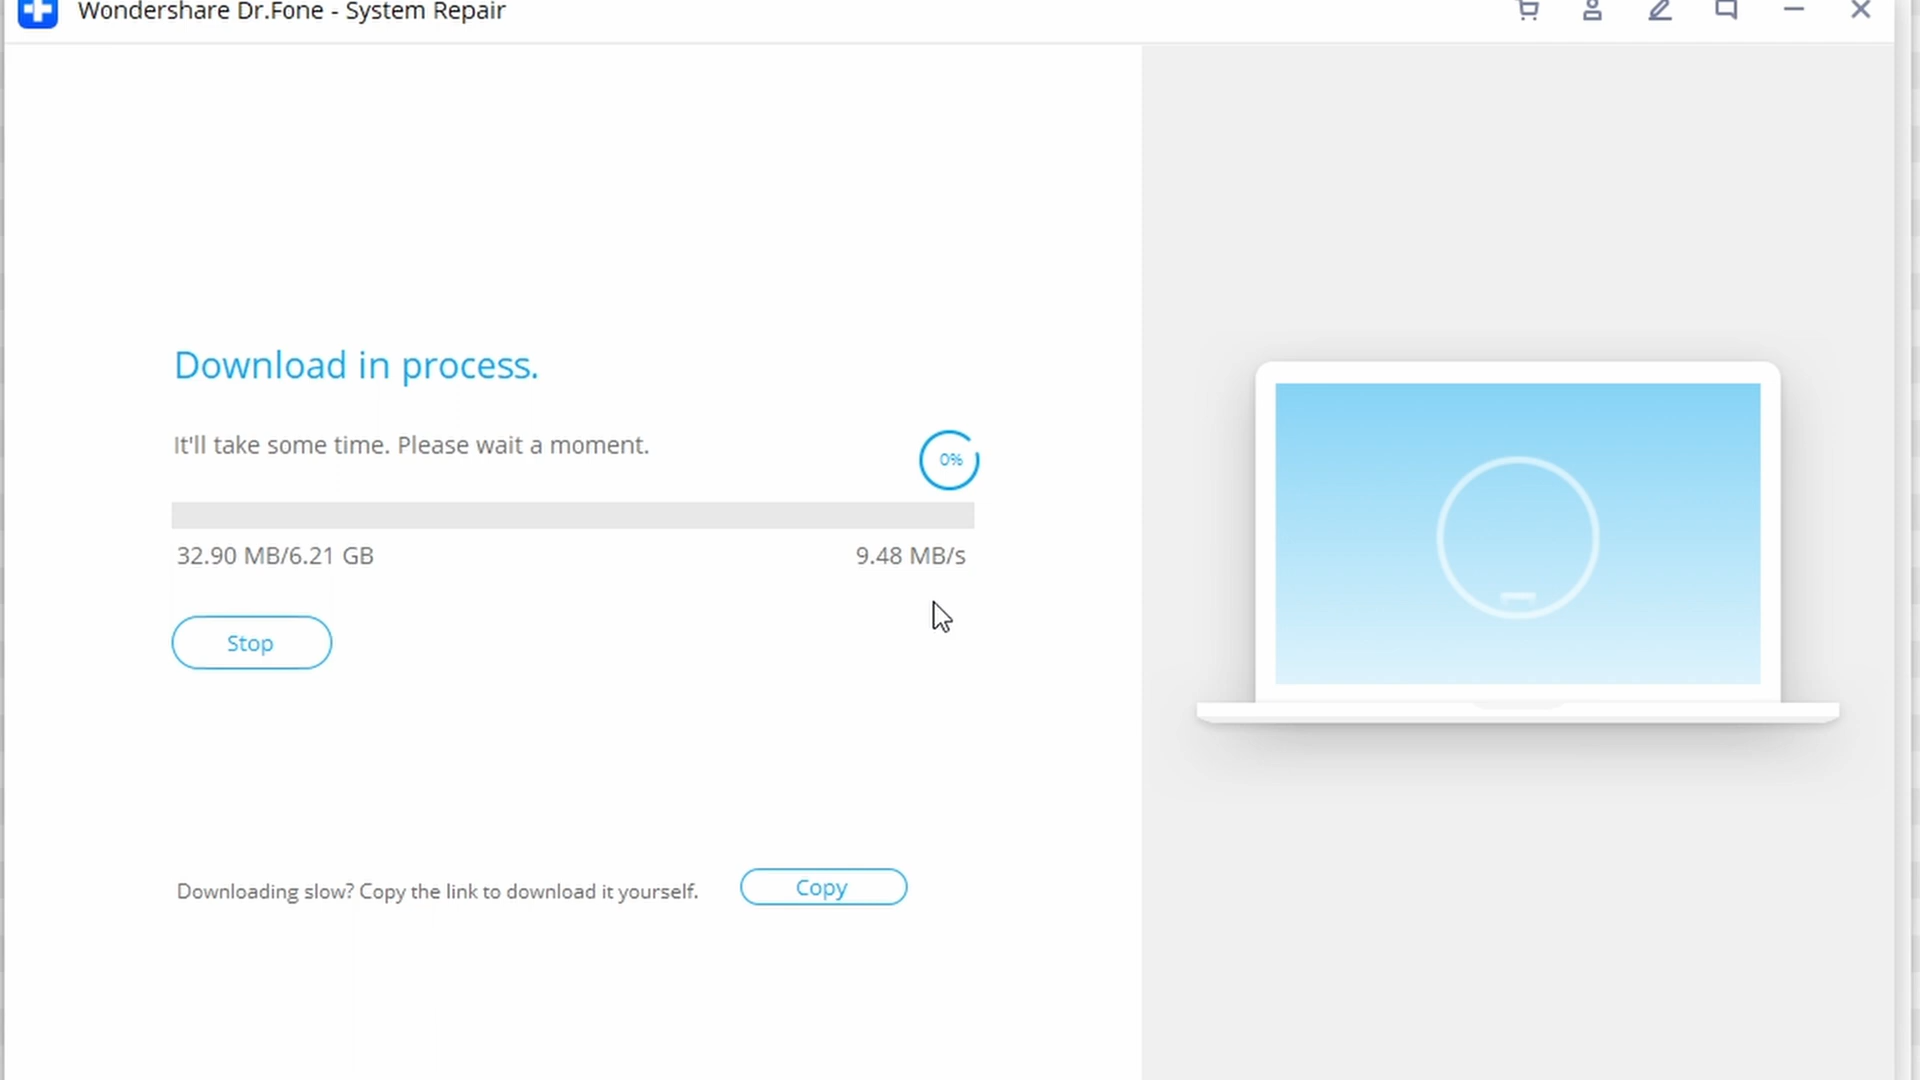 Wondershare Dr.Fone - System Repair
Download in process.
It'll take some time. Please wait a moment.
0%
32.90 MB/6.21 GB
9.48 MB/s
Stop
Downloading slow? Copy the link to download it yourself.
Copy